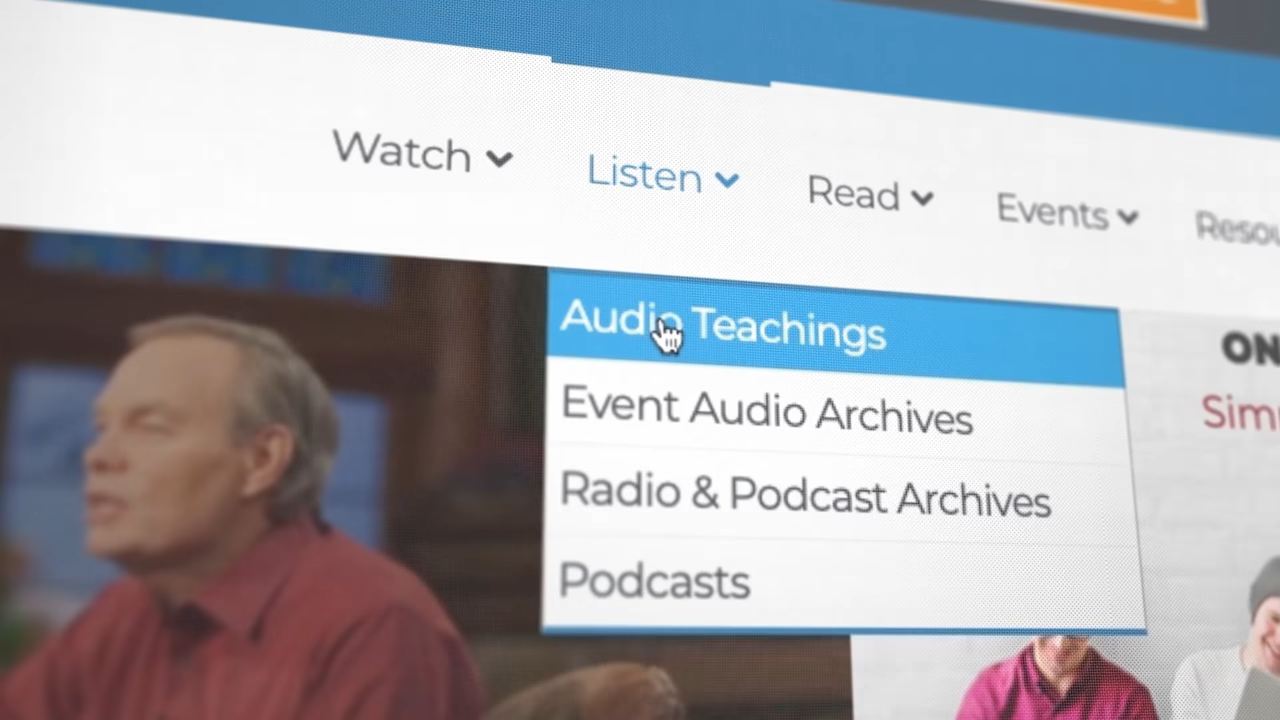 Watch
Listen
Read
Events
Audio Teachings
Event Audio Archives
Radio & Podcast Archives
Podcasts